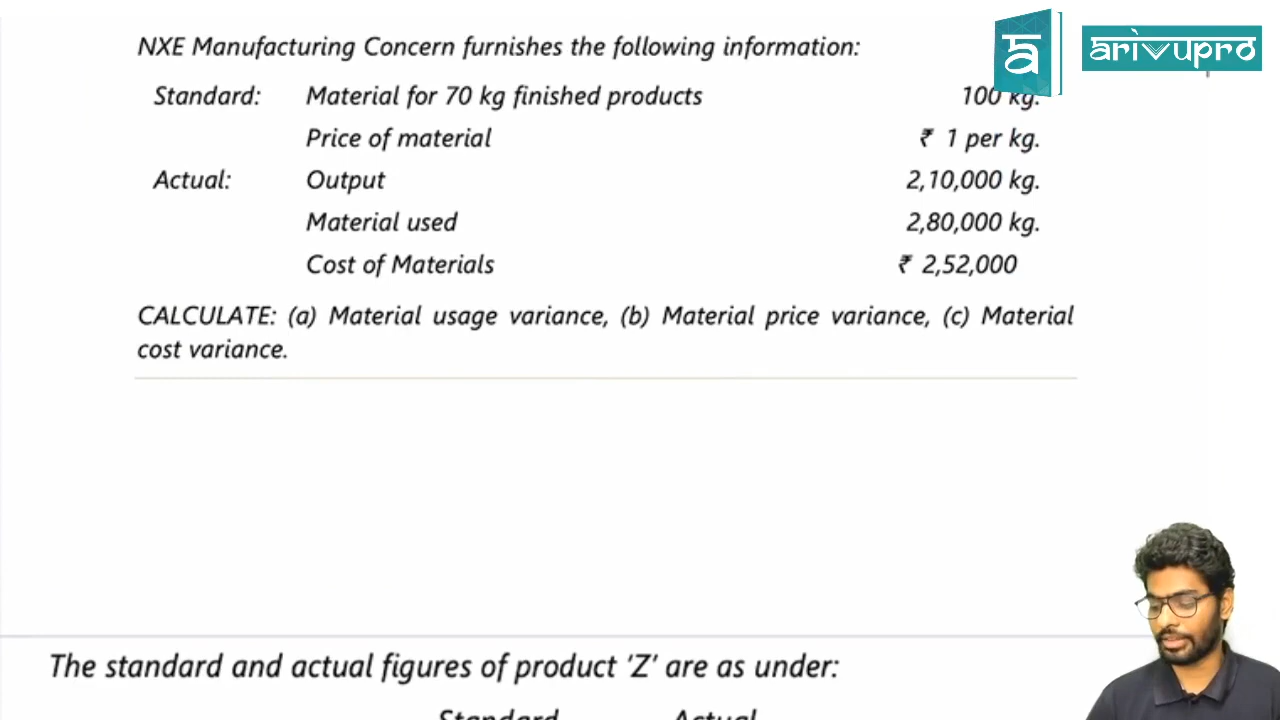 NXE Manufacturing Concern furnishes the following information:
arivupro
Standard: Material for 70 kg finished products 100 kg.
Price of material ₹ 1 per kg.
Actual: Output 2,10,000 kg.
Material used 2,80,000 kg.
Cost of Materials ₹ 2,52,000
CALCULATE: (a) Material usage variance, (b) Material price variance, (c) Material
cost variance.
The standard and actual figures of product 'Z' are as under:
Standard Actual